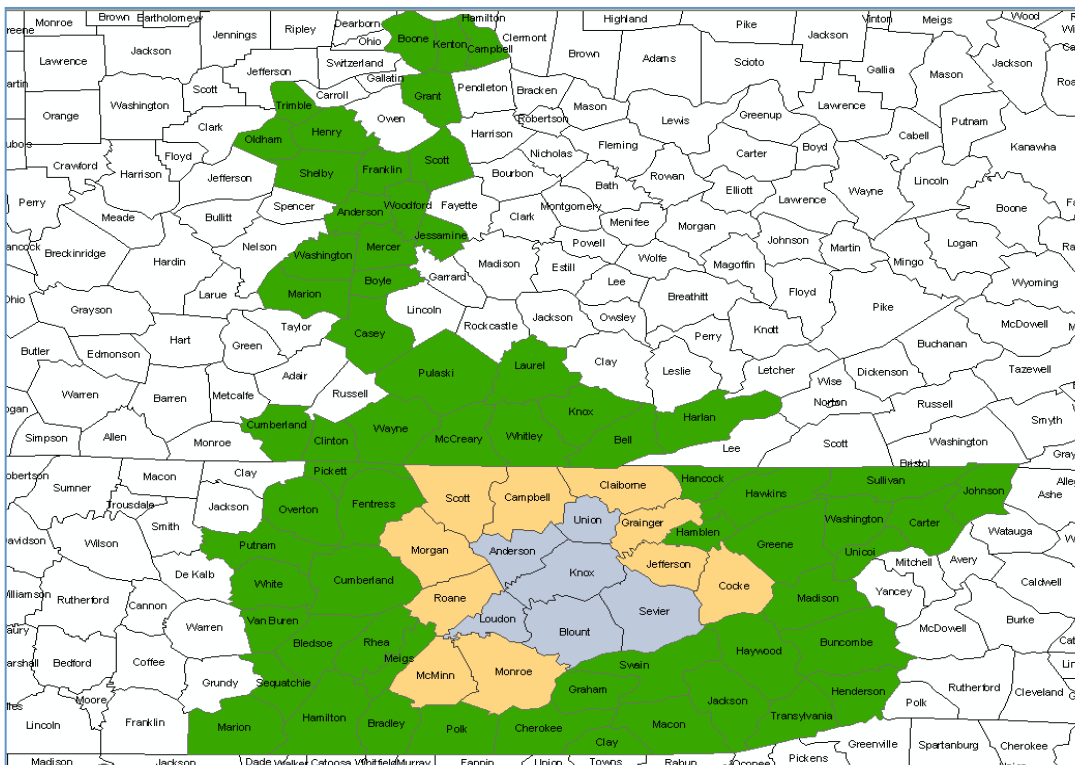 Monroe
Brown
Bartholomew
Dearborn
Hamilton
Highland
Pike
Vinton
Meigs
Wood
Greene
Jackson
Jennings
Ripley
Ohio
Boone
Kenton
Campbell
Clermont
Brown
Adams
Scioto
Jackson
Gallia
Mason
Jackson
Lawrence
Switzerland
Jefferson
Gallatin
Scott
Carroll
Grant
Pendleton
Bracken
Mason
Lewis
Greenup
Lawrence
Putnam
Washington
Trimble
Owen
Robertson
Orange
Clark
Henry
Harrison
Fleming
Boyd
Cabell
Kanawha
Oldham
Nicholas
Carter
Crawford
Floyd
Harrison
Jefferson
Shelby
Franklin
Scott
Bourbon
Rowan
Bath
Elliott
Lincoln
Perry
Meade
Bullitt
Spencer
Anderson
Woodford
Fayette
Clark
Montgomery
Menifee
Morgan
Lawrence
Wayne
Boone
Breckinridge
Hardin
Nelson
Washington
Mercer
Jessamine
Madison
Powell
Estill
Wolfe
Magoffin
Johnson
Martin
Mingo
Logan
Ohio
Grayson
Larue
Marion
Boyle
Garrard
Lee
Breathitt
Floyd
Pike
Wyoming
Hart
Green
Taylor
Casey
Lincoln
Rockcastle
Jackson
Owsley
Perry
Knott
McDowell
Butler
Edmonson
Adair
Pulaski
Laurel
Clay
Leslie
Letcher
Wise
Dickenson
Buchanan
Tazewell
Warren
Barren
Metcalfe
Russell
Norton
Russell
Simpson
Allen
Monroe
Cumberland
Clinton
Wayne
McCreary
Whitley
Knox
Bell
Harlan
Lee
Scott
Washington
Smyth
Bristol
Robertson
Sumner
Macon
Clay
Pickett
Scott
Campbell
Claiborne
Hancock
Hawkins
Sullivan
Johnson
Ashe
Trousdale
Jackson
Overton
Fentress
Union
Grainger
Hamblen
Washington
Carter
Watauga
Davidson
Wilson
Smith
Putnam
Morgan
Anderson
Greene
Unicoi
Mitchell
Avery
De Kalb
White
Cumberland
Knox
Jefferson
Cocke
Madison
Yancey
Caldwell
Williamson
Rutherford
Cannon
Warren
Van Buren
Roane
Loudon
Blount
Sevier
McDowell
Burke
Bedford
Coffee
Bledsoe
Rhea
Meigs
McMinn
Monroe
Swain
Haywood
Buncombe
Grundy
Sequatchie
Graham
Jackson
Henderson
Rutherford
Cleveland
Moore
Lincoln
Franklin
Marion
Hamilton
Bradley
Polk
Cherokee
Clay
Macon
Transylvania
Polk
Madison
Jackson
Dade
Walker
Catoosa
Whitfield
Murray
Fannin
Union
Towns
Rabun
Oconee
Pickens
Greenville
Spartanburg
Cherokee